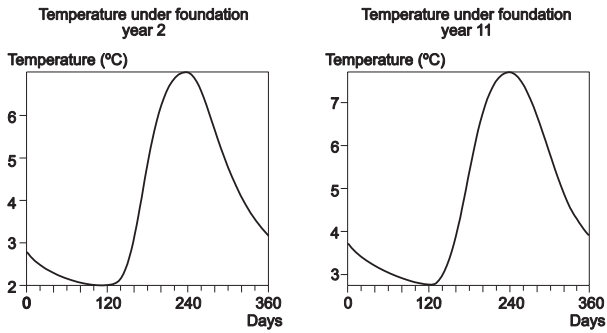 Temperature under foundation
year 2
Temperature (ºC)
6
5
4
3
2
0 120 240 360
Days
Temperature under foundation
year 11
Temperature (ºC)
7
6
5
4
3
0 120 240 360
Days